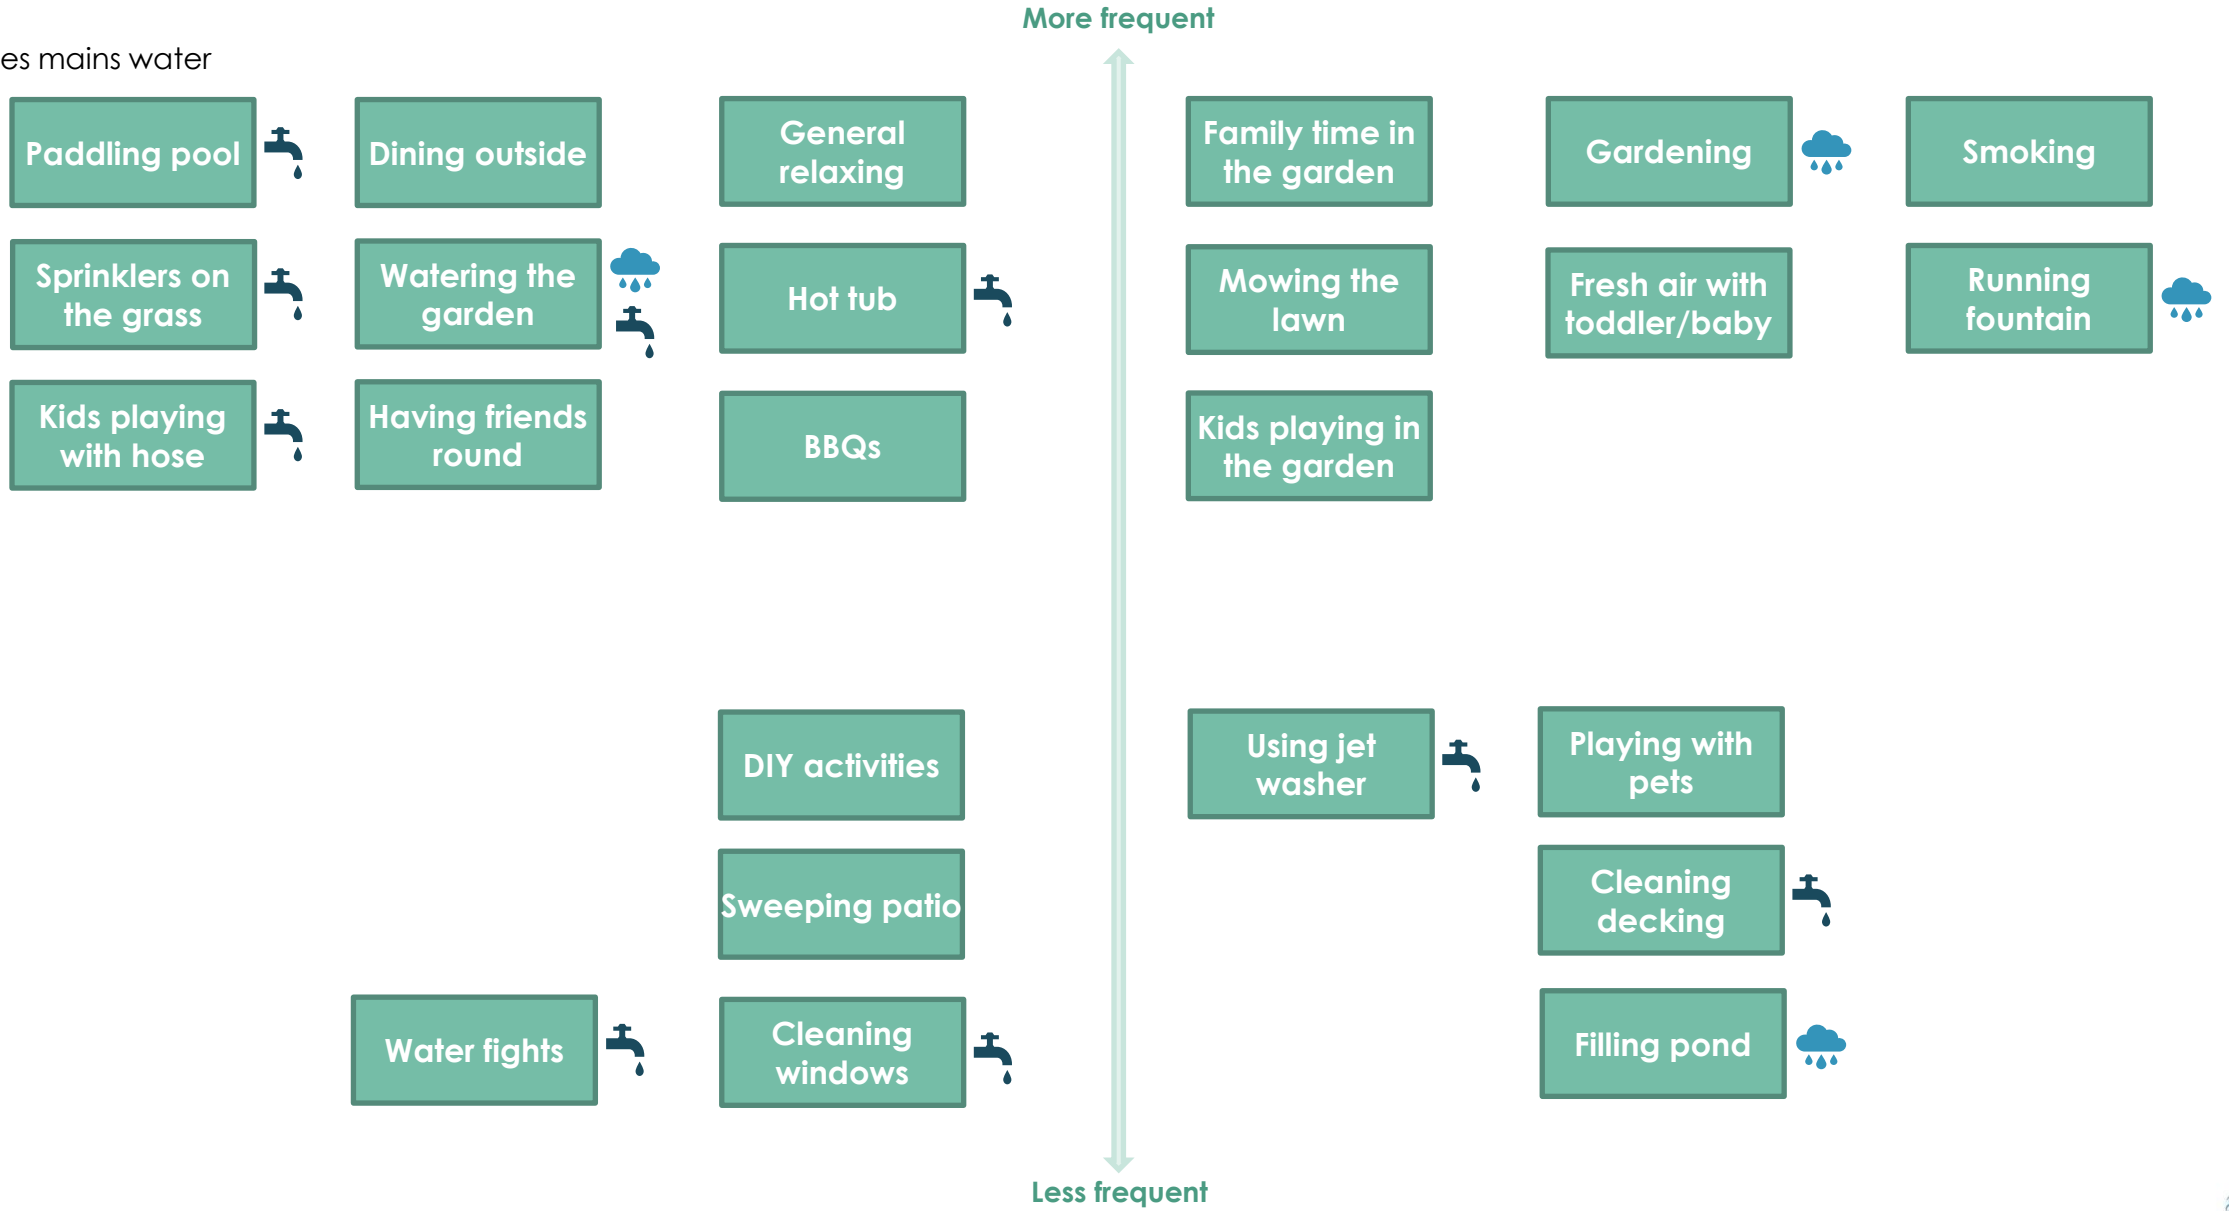 More frequent
es mains water
Paddling pool
Dining outside
General
relaxing
Family time in
the garden
Gardening
Smoking
Sprinklers on
the grass
Watering the
garden
Hot tub
Mowing the
lawn
Fresh air with
toddler/baby
Running
fountain
Kids playing
with hose
Having friends
round
BBQs
Kids playing in
the garden
DIY activities
Using jet
washer
Playing with
pets
Sweeping patio
Cleaning
decking
Water fights
Cleaning
windows
Filling pond
Less frequent